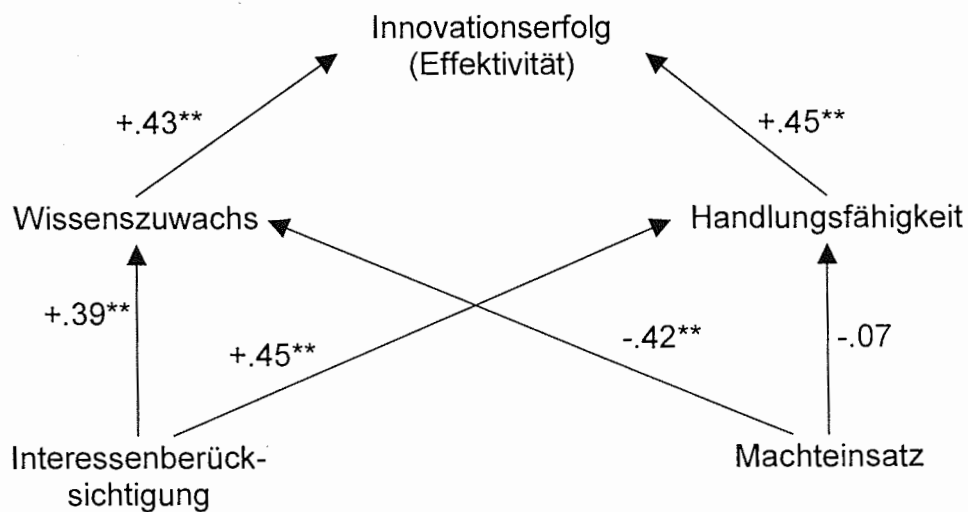 Innovationserfolg
(Effektivität)
+.43**
+.45**
Wissenszuwachs
Handlungsfähigkeit
+.39**
+.45**
-.42**
-.07
Interessenberück-
sichtigung
Machteinsatz